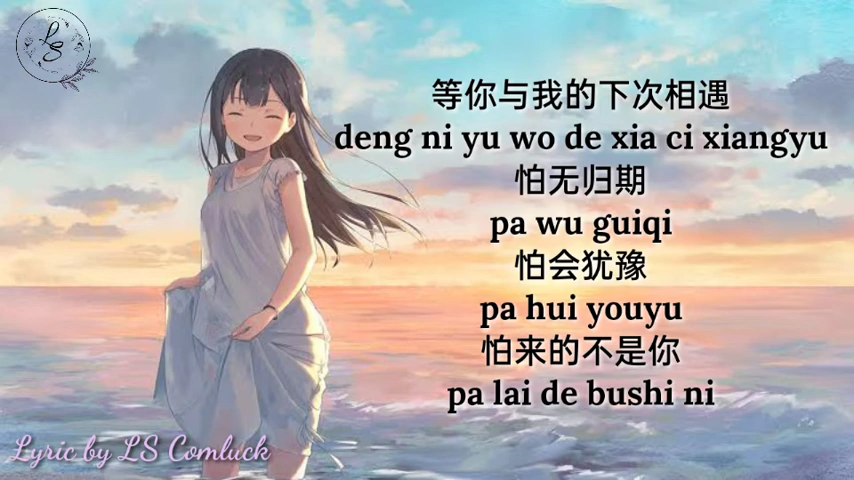 LS
等你与我的下次相遇
deng ni yu wo de xia ci xiangyu
怕无归期
pa wu guiqi
怕会犹豫
pa hui youyu
怕来的不是你
pa lai de bushi ni
Lyric by LS Comluck